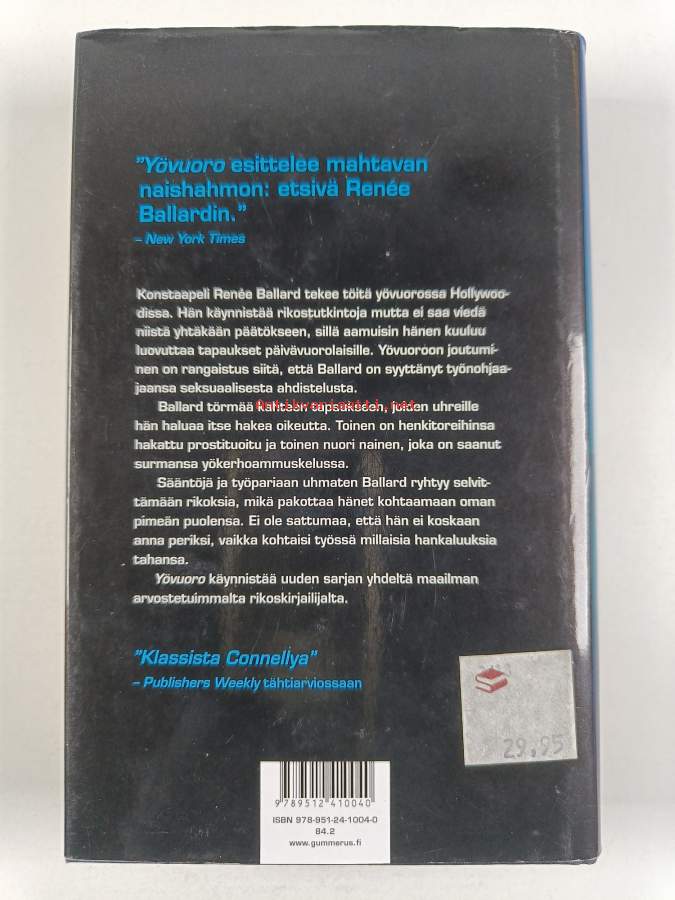 "Yövuoro esittelee mahtavan
naishahmon: etsivä Renée
Ballardin."
– New York Times
Konstaapeli Renée Ballard tekee töitä yövuorossa Hollywoo-
dissa. Hän käynnistää rikostutkintoja mutta ei saa viedä
niistä yhtäkään päätökseen, sillä aamuisin hänen kuuluu
luovuttaa tapaukset päivävuorolaisille. Yövuoroon joutumi-
nen on rangaistus siitä, että Ballard on syyttänyt työnohjaa-
jaansa seksuaalisesta ahdistelusta.
Ballard törmää kahteen tapaukseen, joiden uhreille
hän haluaa itse hakea oikeutta. Toinen on henkitoreihinsa
hakattu prostituoitu ja toinen nuori nainen, joka on saanut
surmansa yökerhoammuskelussa.
Sääntöjä ja työpariaan uhmaten Ballard ryhtyy selvit-
tämään rikoksia, mikä pakottaa hänet kohtaamaan oman
pimeän puolensa. Ei ole sattumaa, että hän ei koskaan
anna periksi, vaikka kohtaisi työssä millaisia hankaluuksia
tahansa.
Yövuoro käynnistää uuden sarjan yhdeltä maailman
arvostetuimmalta rikoskirjailijalta.
"Klassista Connellya"
– Publishers Weekly tähtiarviossaan
29,95
9 789512 410040
ISBN 978-951-24-1004-0
84.2
www.gummerus.fi